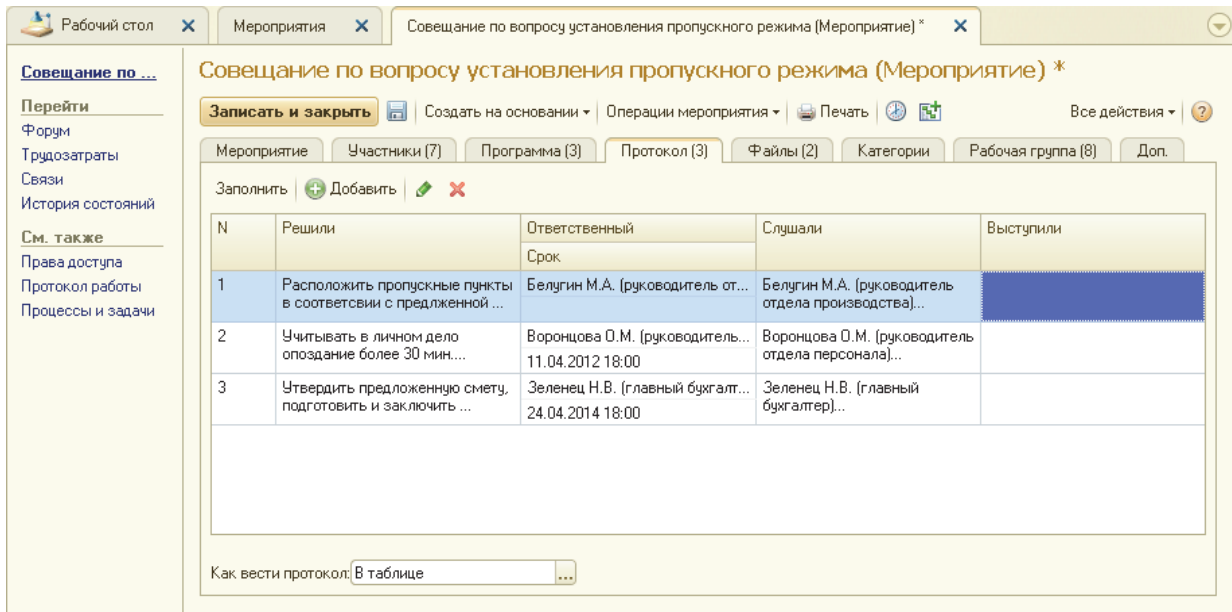 Рабочий стол
Мероприятия
Совещание по вопросу установления пропускного режима (Мероприятие) *
Совещание по ...
Перейти
Форум
Трудозатраты
Связи
История состояний
См. также
Права доступа
Протокол работы
Процессы и задачи
Совещание по вопросу установления пропускного режима (Мероприятие) *
Записать и закрыть Создать на основании Операции мероприятия Печать Все действия ?
Мероприятие Участники (7) Программа (3) Протокол (3) Файлы (2) Категории Рабочая группа (8) Доп.
Заполнить Добавить
N Решили Ответственный Слушали Выступили
Срок
1 Расположить пропускные пункты Белугин М.А. (руководитель от... Белугин М.А. (руководитель
в соответсвии с предлженной ... отдела производства)...
2 Учитывать в личном дело Воронцова О.М. (руководитель... Воронцова О.М. (руководитель
опоздание более 30 мин.... 11.04.2012 18:00 отдела персонала)...
3 Утвердить предложенную смету, Зеленец Н.В. (главный бухгалт... Зеленец Н.В. (главный
подготовить и заключить ... 24.04.2014 18:00 бухгалтер)...
Как вести протокол: В таблице ...